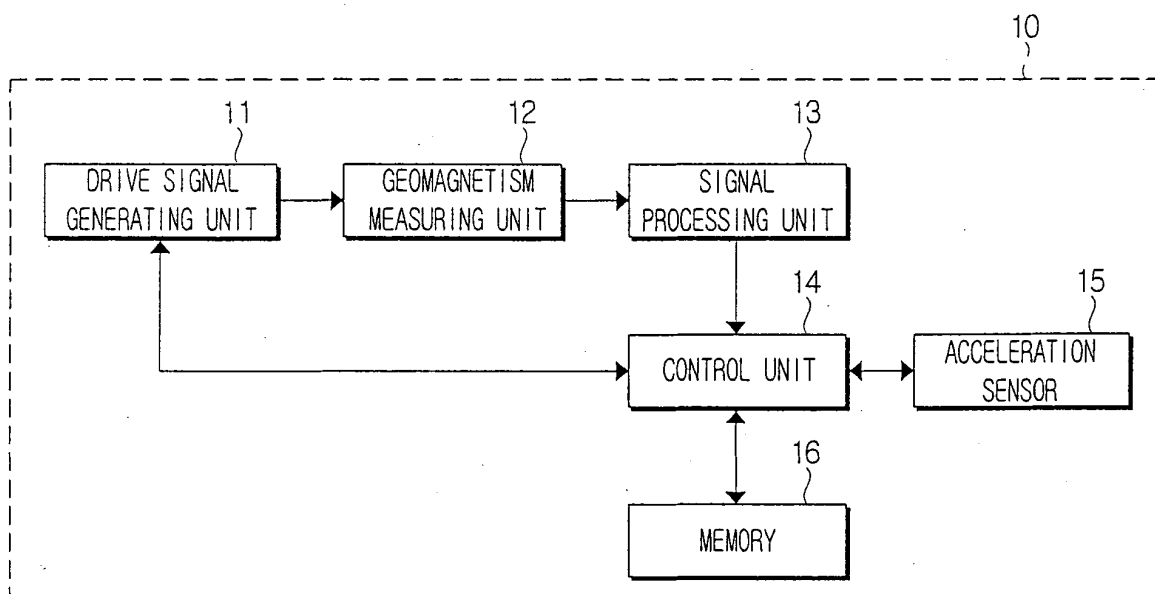 10
11
12
13
DRIVE SIGNAL
GENERATING UNIT
GEOMAGNETISM
MEASURING UNIT
SIGNAL
PROCESSING UNIT
14
15
CONTROL UNIT
ACCELERATION
SENSOR
16
MEMORY